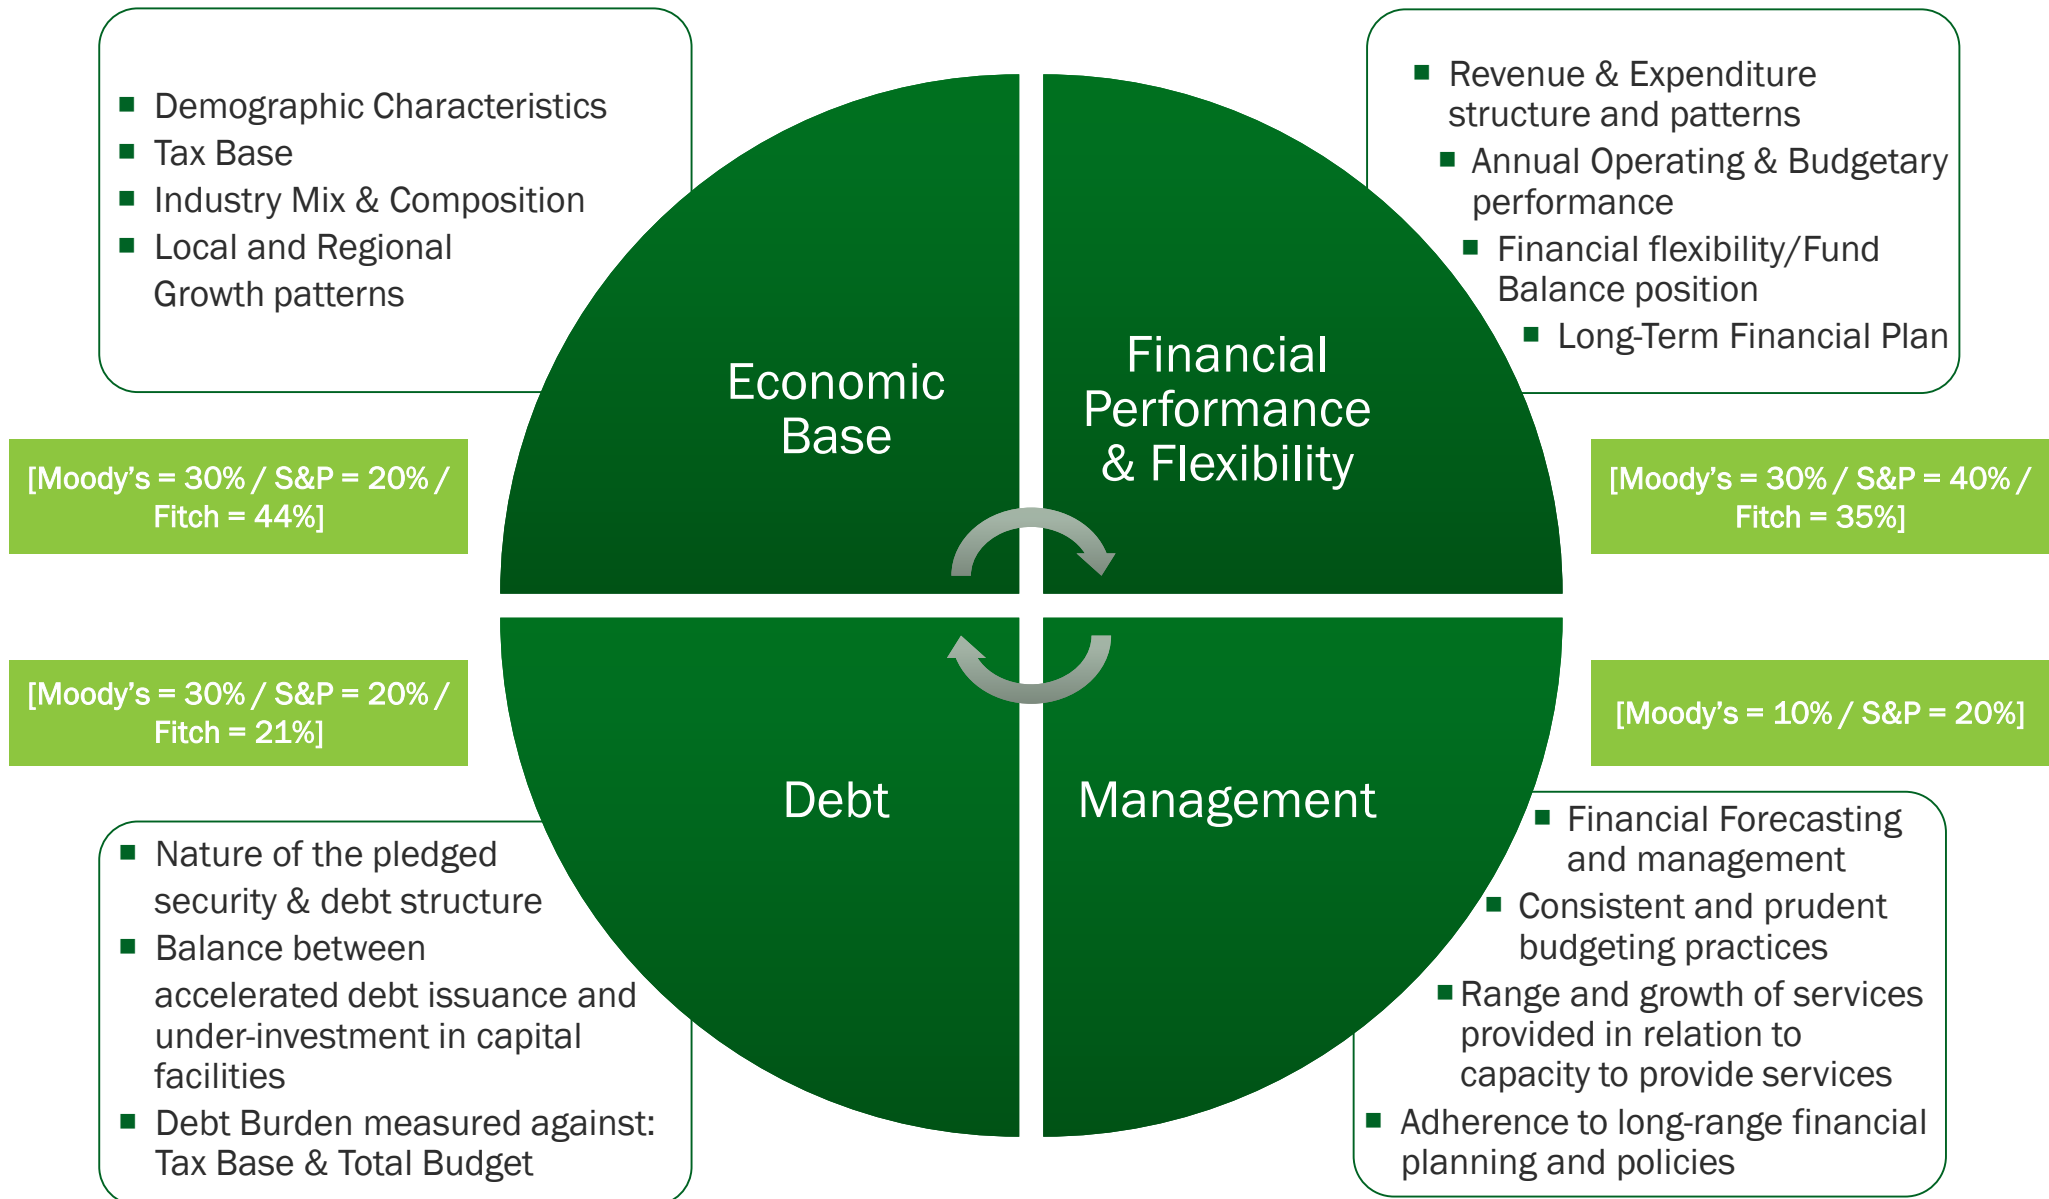 Demographic Characteristics
Tax Base
Industry Mix & Composition
Local and Regional
Growth patterns
Revenue & Expenditure
structure and patterns
Annual Operating & Budgetary
performance
Financial flexibility/Fund
Balance position
Long-Term Financial Plan
Economic
Base
Financial
Performance
& Flexibility
[Moody's = 30% / S&P = 20% /
Fitch = 44%]
[Moody's = 30% / S&P = 40% /
Fitch = 35%]
[Moody's = 30% / S&P = 20% /
Fitch = 21%]
[Moody's = 10% / S&P = 20%]
Debt
Management
Nature of the pledged
security & debt structure
Balance between
accelerated debt issuance and
under-investment in capital
facilities
Debt Burden measured against:
Tax Base & Total Budget
Financial Forecasting
and management
Consistent and prudent
budgeting practices
Range and growth of services
provided in relation to
capacity to provide services
Adherence to long-range financial
planning and policies